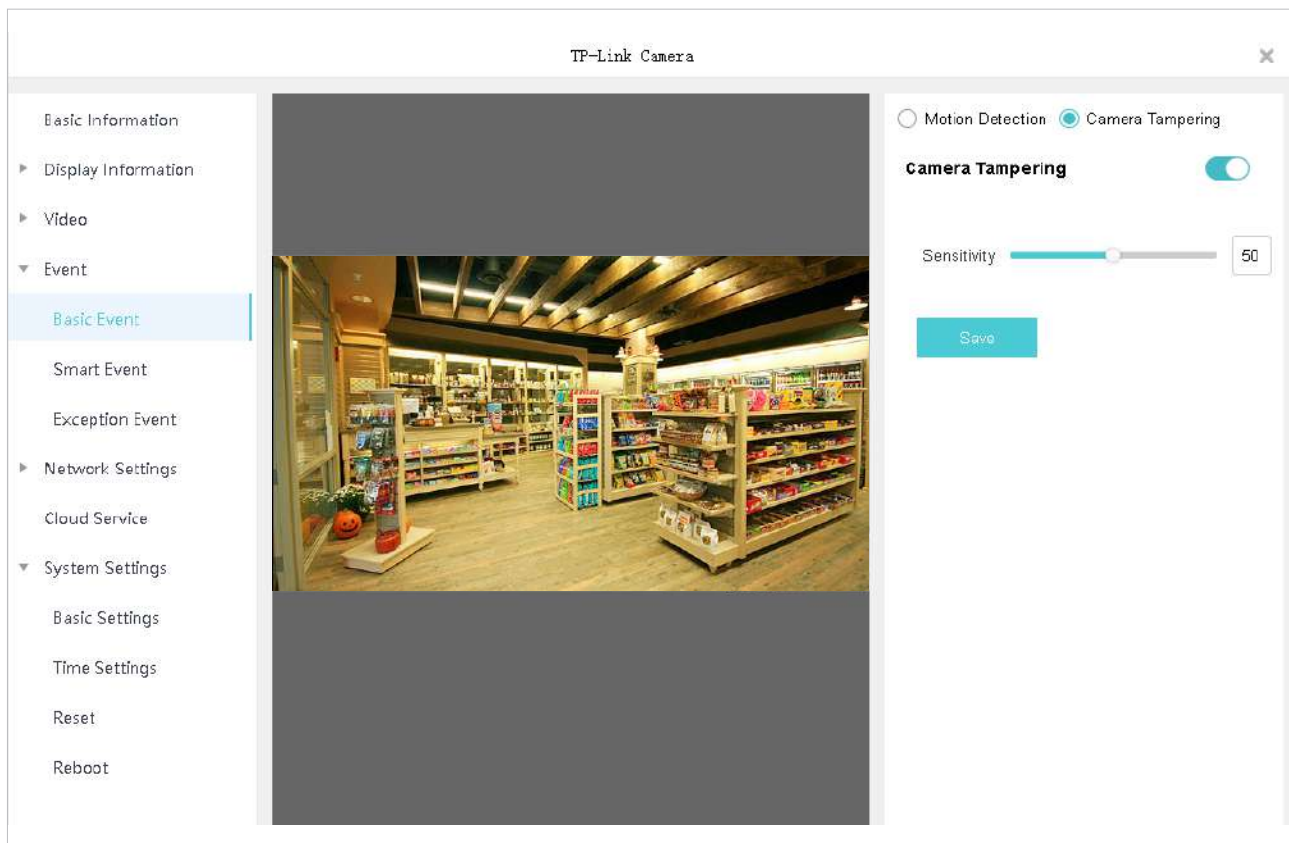 TP-Link Camera
Basic Information
Display Information
Video
Event
Basic Event
Smart Event
Exception Event
Network Settings
Cloud Service
System Settings
Basic Settings
Time Settings
Reset
Reboot
Motion Detection Camera Tampering
Camera Tampering
Sensitivity 50
Save